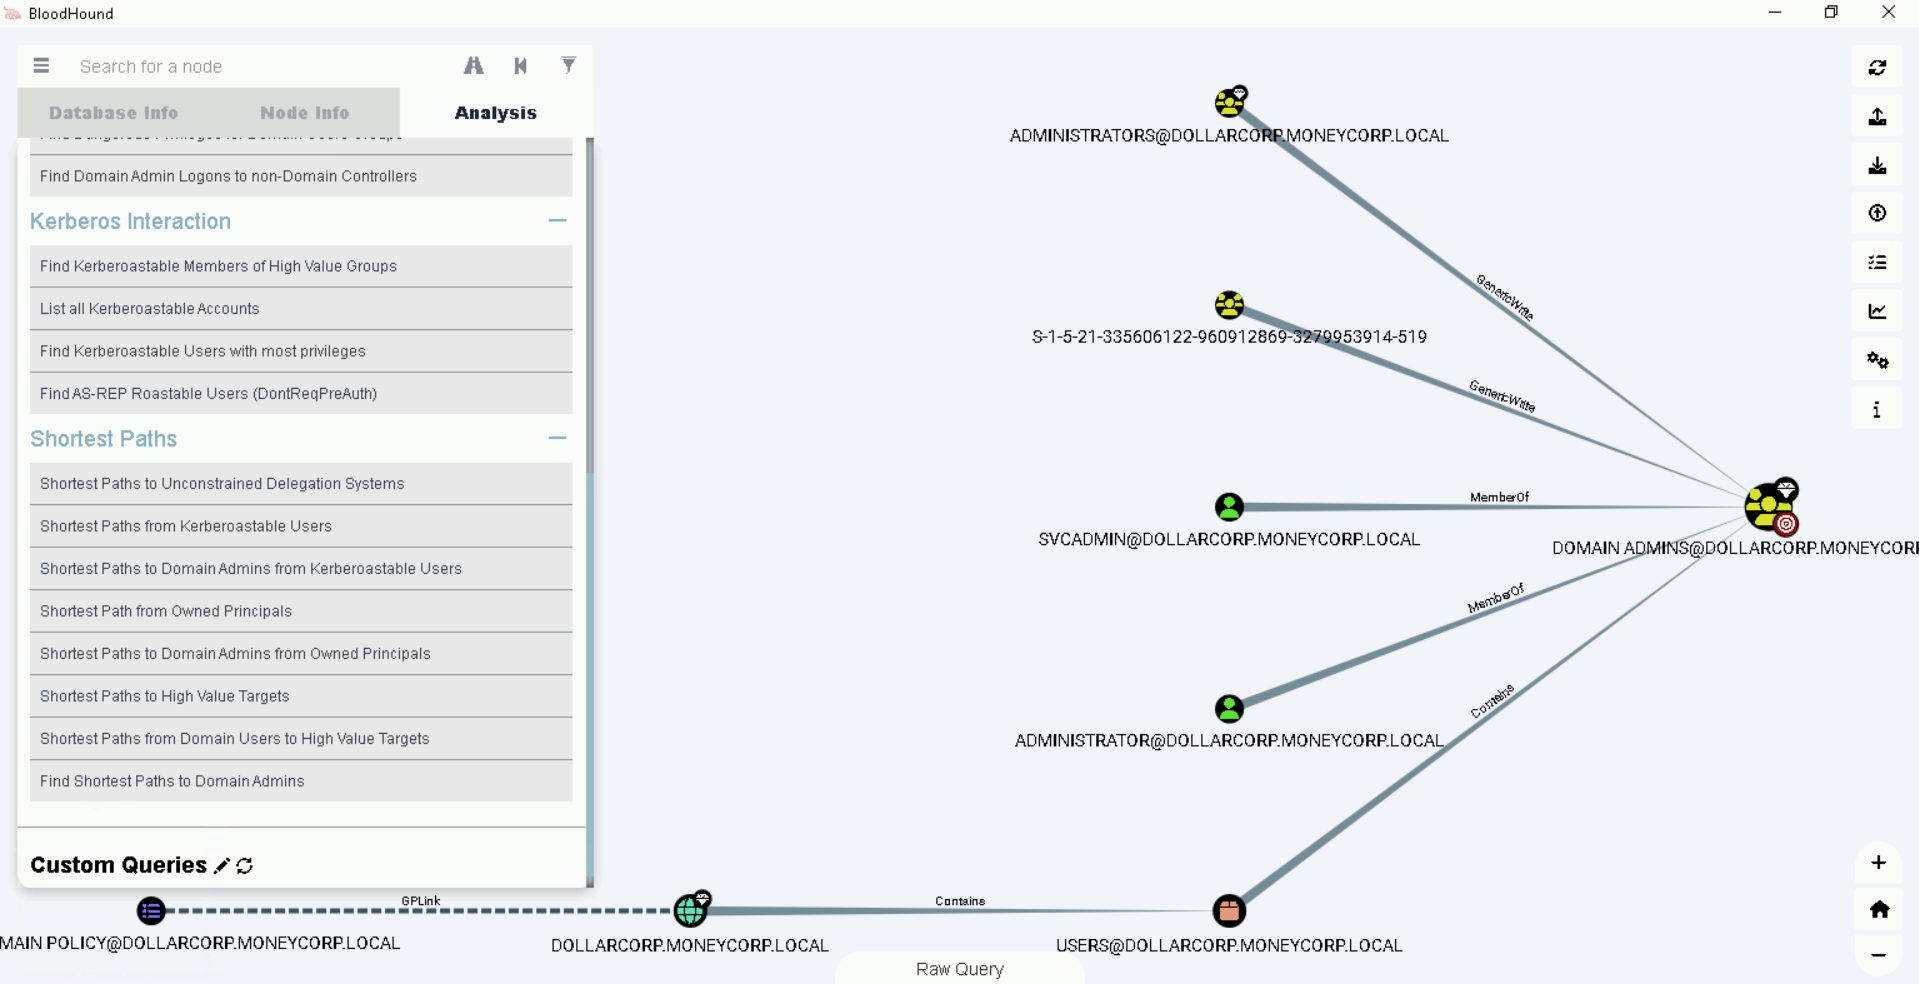 BloodHound
Search for a node
Database Info
Node Info
Analysis
Find Domain Admin Logons to non-Domain Controllers
Kerberos Interaction
Find Kerberoastable Members of High Value Groups
List all Kerberoastable Accounts
Find Kerberoastable Users with most privileges
Find AS-REP Roastable Users (DontReqPreAuth)
Shortest Paths
Shortest Paths to Unconstrained Delegation Systems
Shortest Paths from Kerberoastable Users
Shortest Paths to Domain Admins from Kerberoastable Users
Shortest Path from Owned Principals
Shortest Paths to Domain Admins from Owned Principals
Shortest Paths to High Value Targets
Shortest Paths from Domain Users to High Value Targets
Find Shortest Paths to Domain Admins
Custom Queries
ADMINISTRATORS@DOLLARCORP.MONEYCORP.LOCAL
GenericWrite
S-1-5-21-335606122-960912869-3279953914-519
GenericWrite
MemberOf
SVCADMIN@DOLLARCORP.MONEYCORP.LOCAL
DOMAIN ADMINS@DOLLARCORP.MONEYCOR
MemberOf
ADMINISTRATOR@DOLLARCORP.MONEYCORP.LOCAL
Contains
GPLink
Contains
MAIN POLICY@DOLLARCORP.MONEYCORP.LOCAL
DOLLARCORP.MONEYCORP.LOCAL
USERS@DOLLARCORP.MONEYCORP.LOCAL
Raw Query